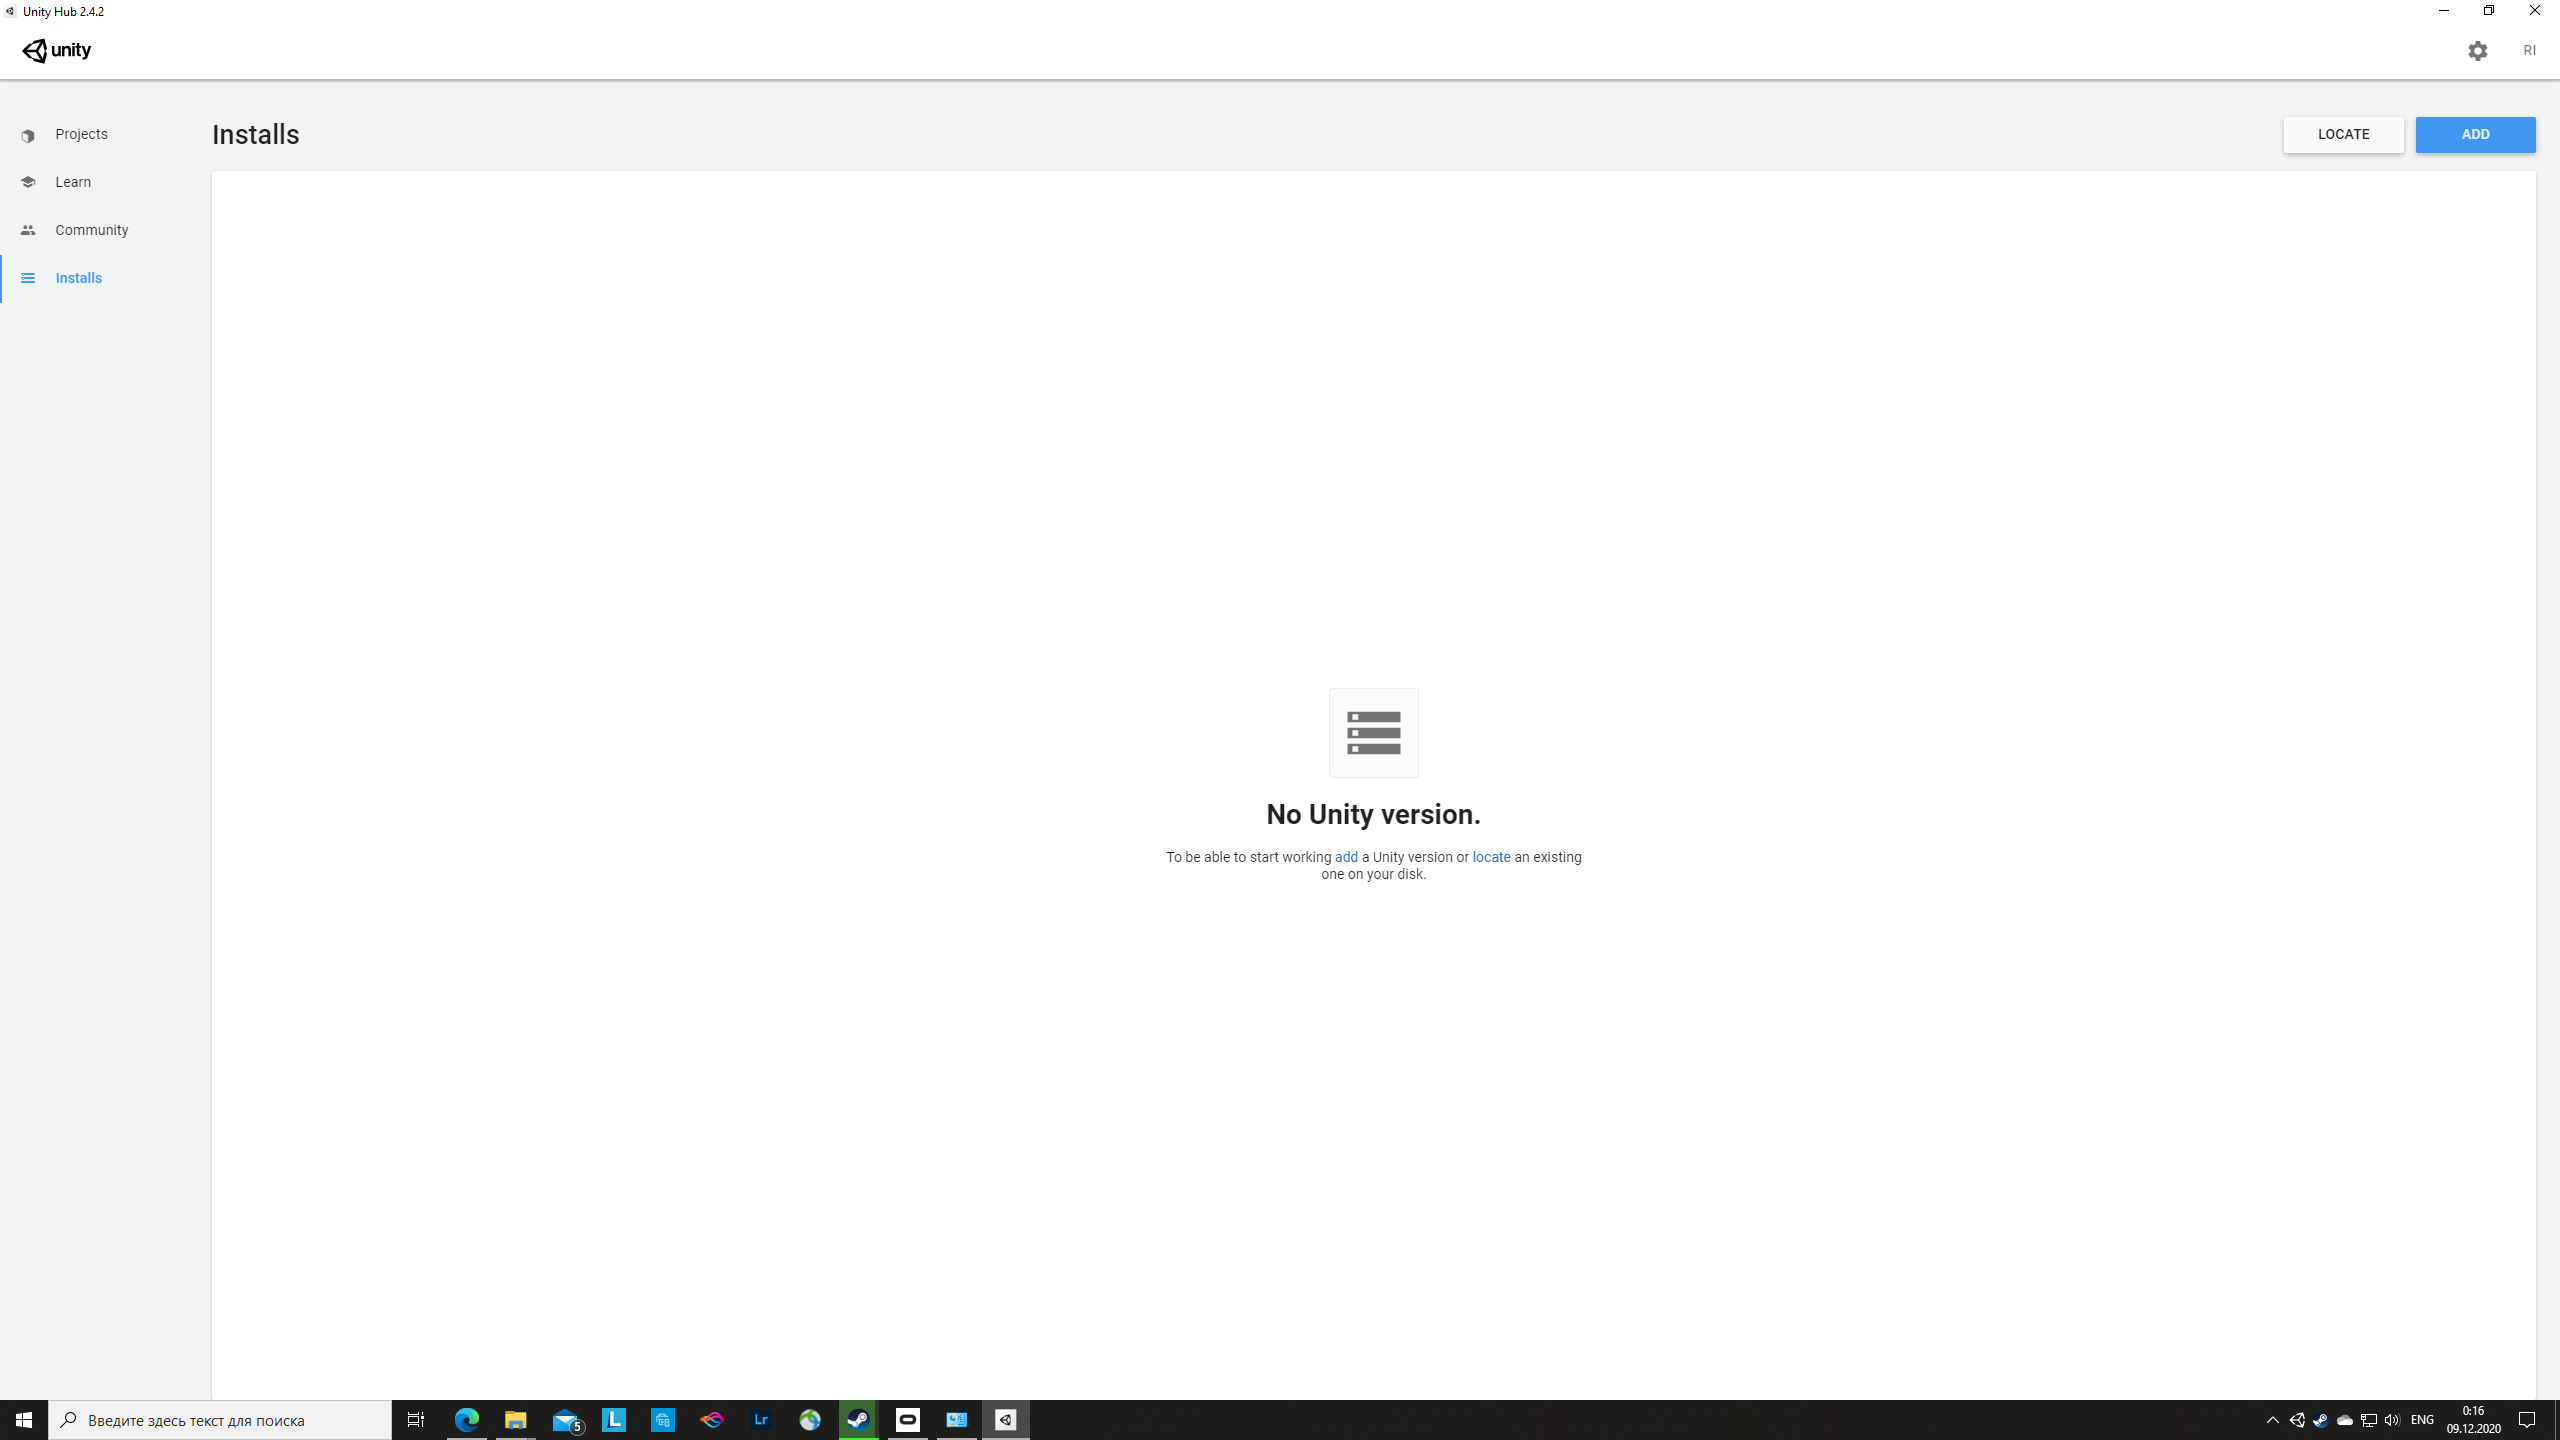 Unity Hub 2.4.2
unity
RI
Projects
Learn
Community
Installs
Installs
LOCATE
ADD
No Unity version.
To be able to start working add a Unity version or locate an existing
one on your disk.
Введите здесь текст для поиска
5
L
Lr
ENG
0:16
09.12.2020